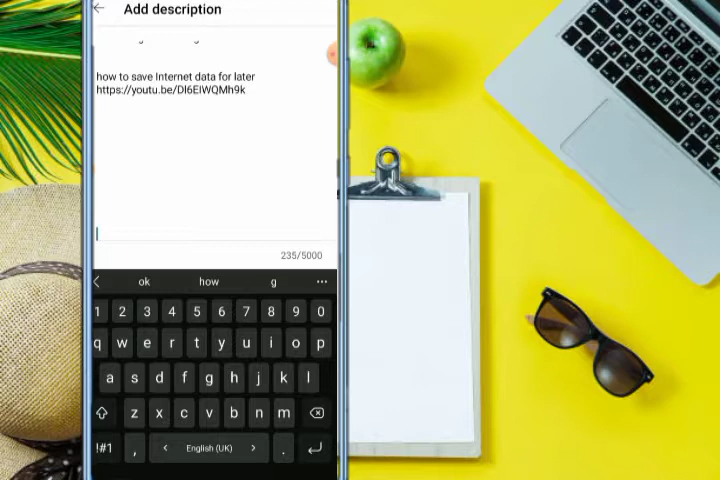 Add description
how to save Internet data for later
https://youtu.be/Dl6ElWQMh9k
235/5000
ok how g ...
1 2 3 4 5 6 7 8 9 0
q w e r t y u i o p
a s d f g h j k l
z x c v b n m
!#1 , < English (UK) > .